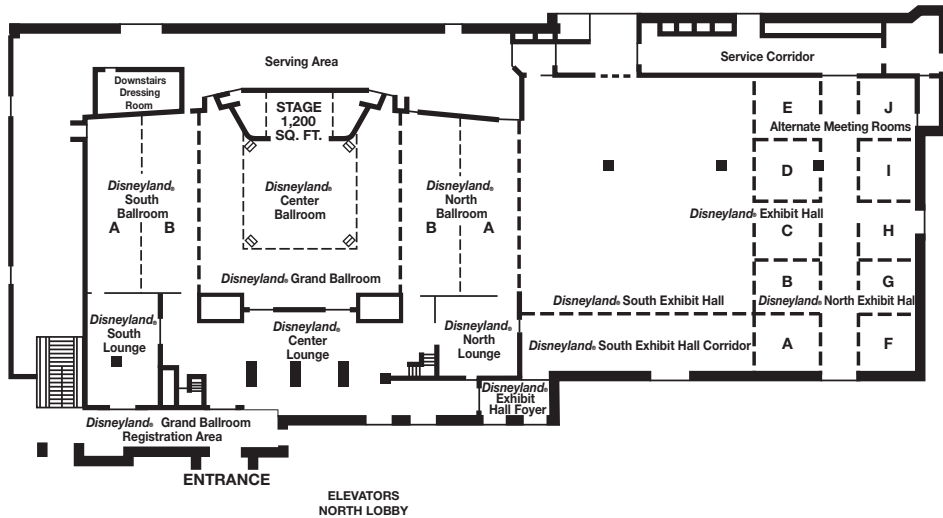 Service Corridor
Serving Area
Downstairs
Dressing
Room
STAGE
1,200
SQ. FT.
E
J
Alternate Meeting Rooms
D
I
Disneyland®
South
Ballroom
A
B
Disneyland®
Center
Ballroom
Disneyland®
North
Ballroom
B
A
Disneyland® Exhibit Hall
C
H
Disneyland® Grand Ballroom
B
G
Disneyland® South Exhibit Hall
Disneyland® North Exhibit Hall
Disneyland®
South
Lounge
Disneyland®
Center
Lounge
Disneyland®
North
Lounge
Disneyland® South Exhibit Hall Corridor
A
F
Disneyland®
Exhibit
Hall Foyer
Disneyland® Grand Ballroom
Registration Area
ENTRANCE
ELEVATORS
NORTH LOBBY